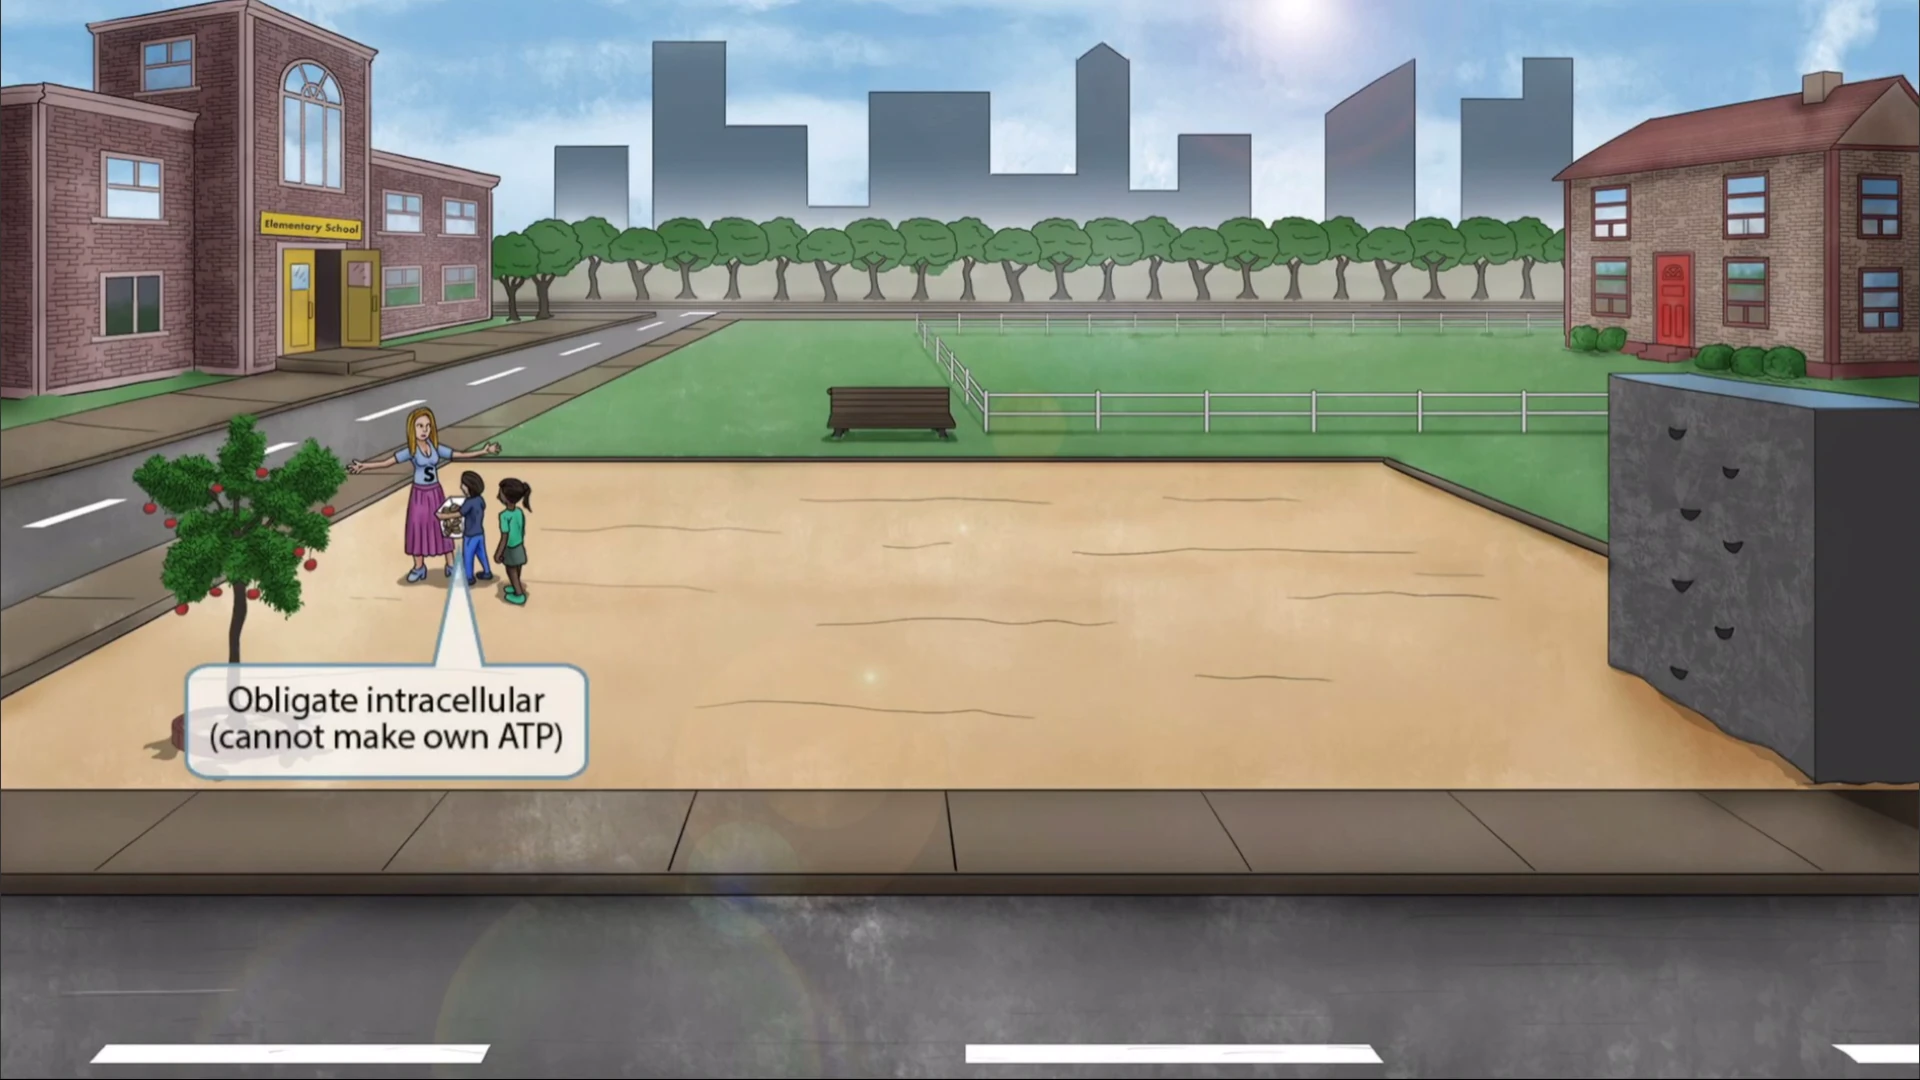 Elementary School
S
Obligate intracellular
(cannot make own ATP)